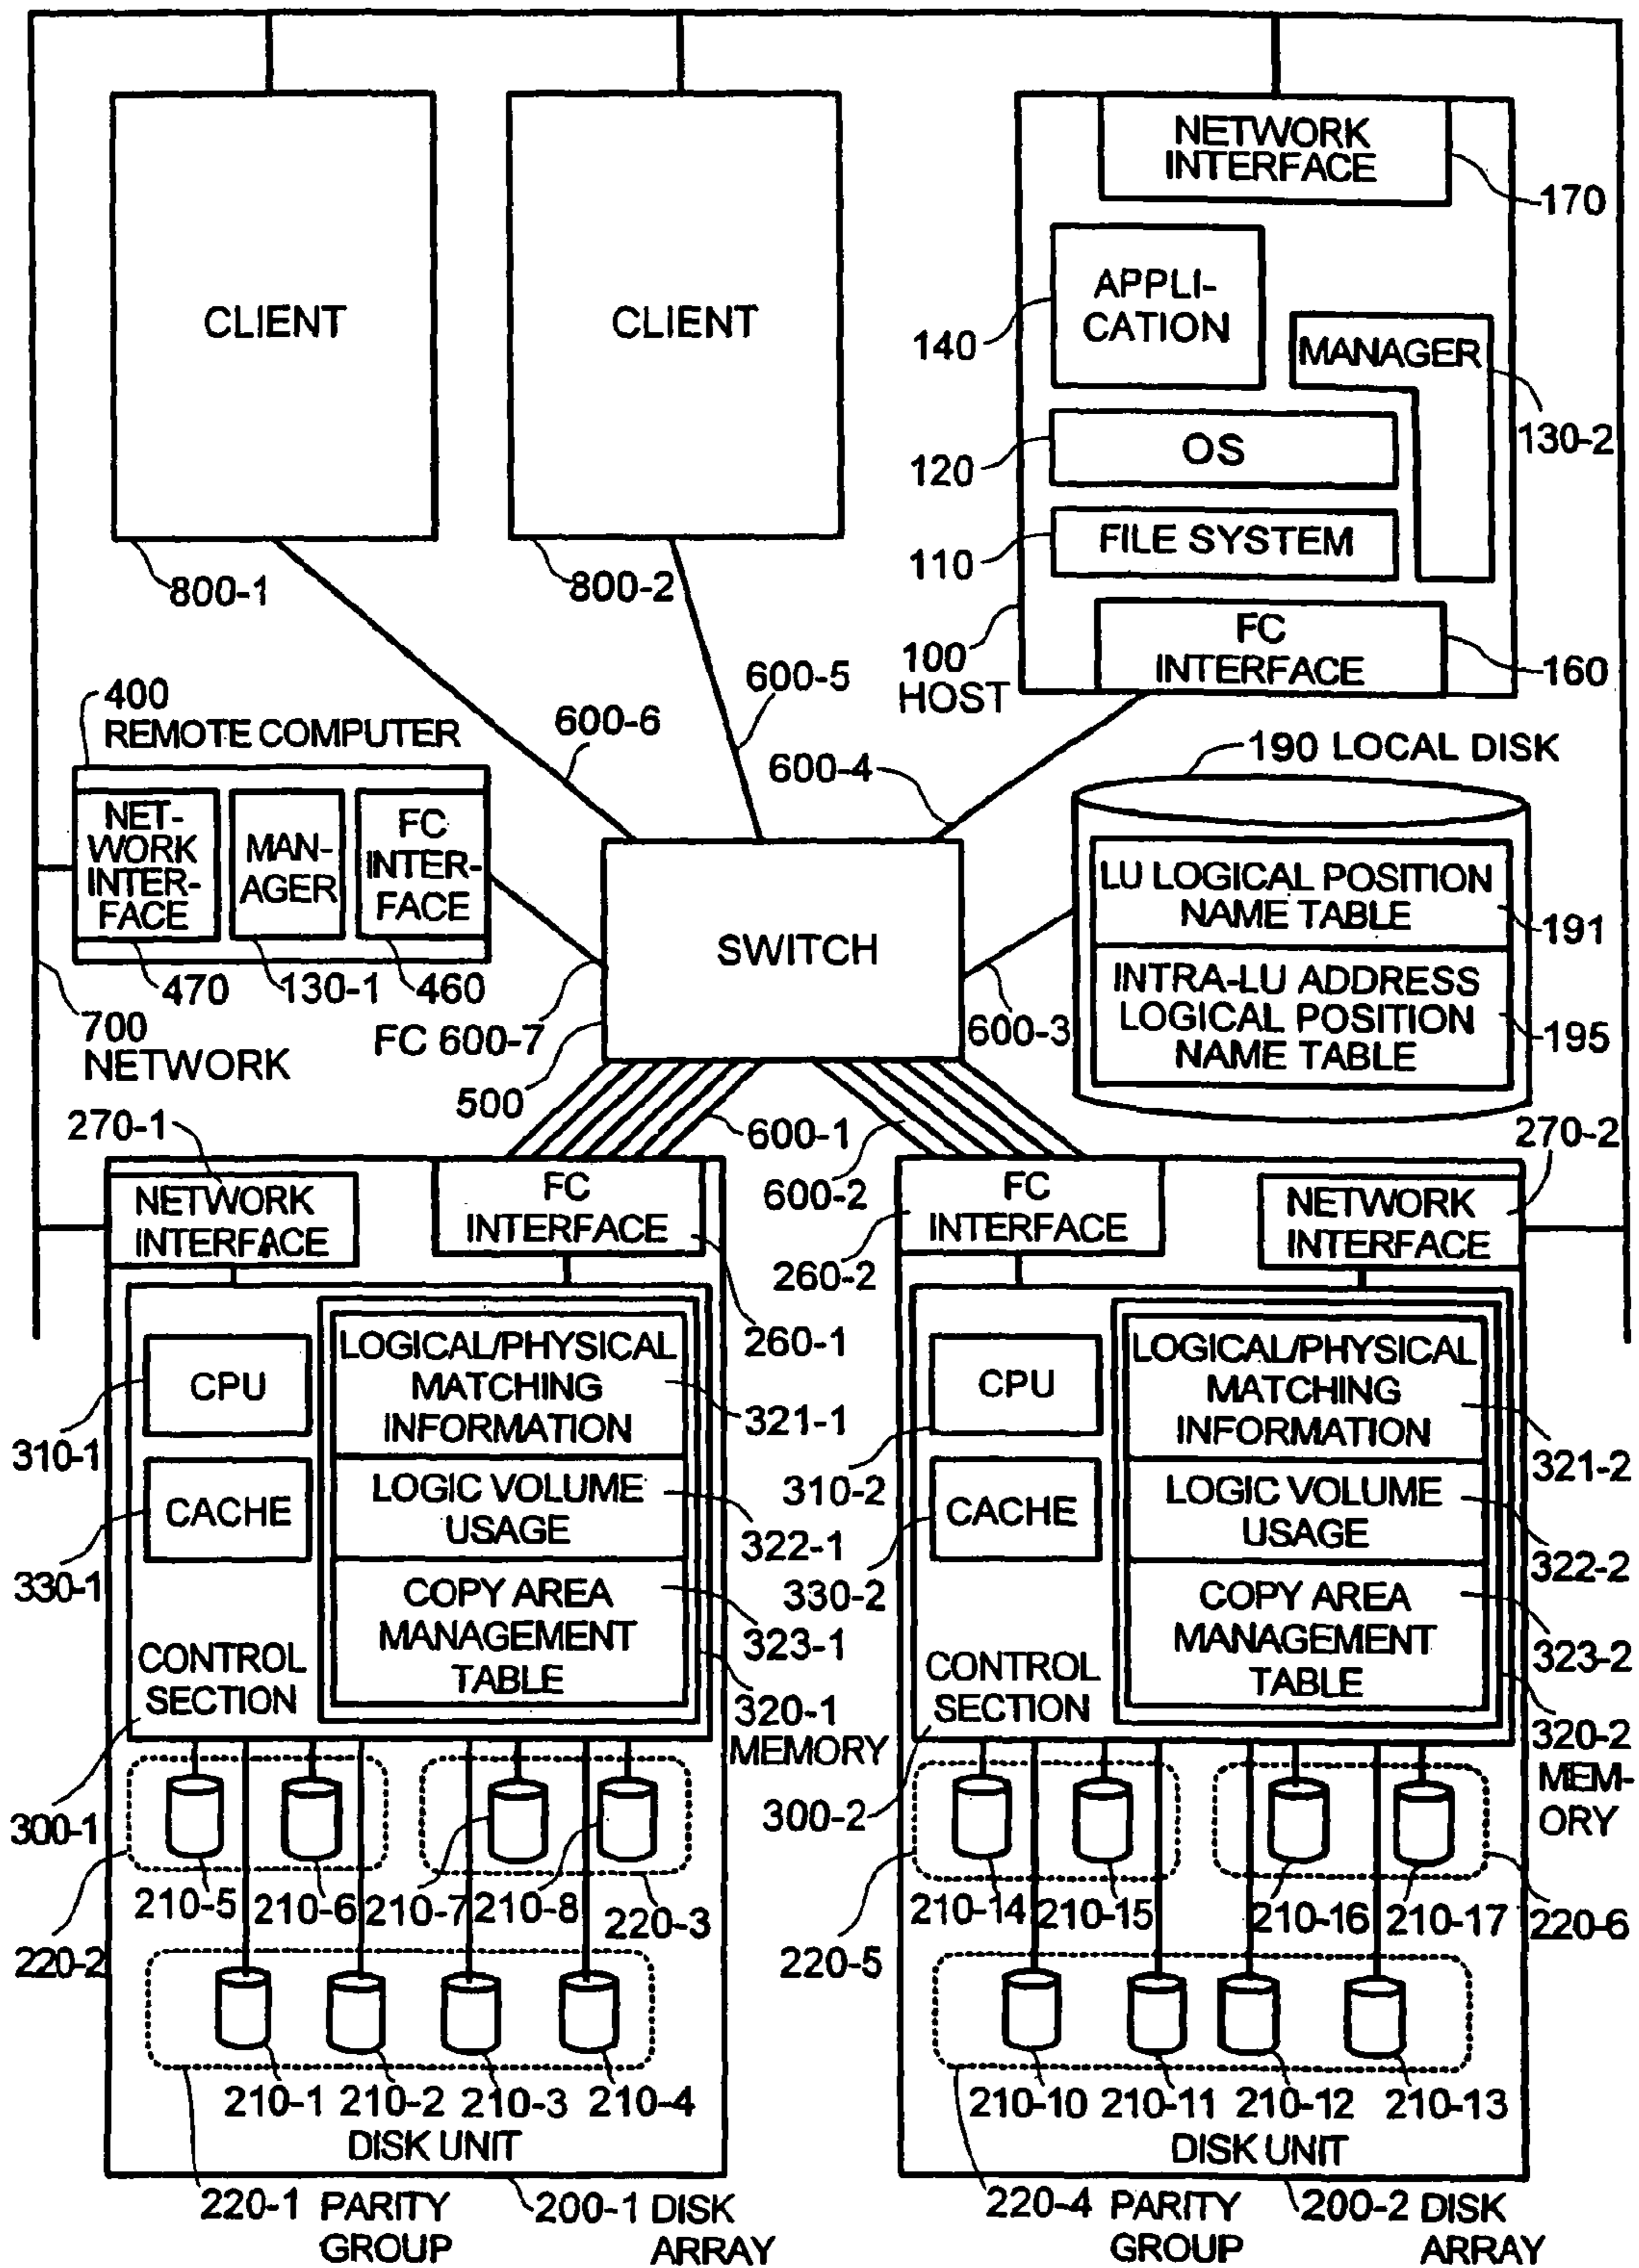 NETWORK
INTERFACE
170
CLIENT
CLIENT
APPLI-
CATION
140
MANAGER
130-2
OS
120
FILE SYSTEM
110
800-1
800-2
100
HOST
FC
INTERFACE
160
600-5
600-6
600-4
400
REMOTE COMPUTER
190 LOCAL DISK
NET-
WORK
INTER-
FACE
MAN-
AGER
FC
INTER-
FACE
470
130-1
460
SWITCH
LU LOGICAL POSITION
NAME TABLE
191
INTRA-LU ADDRESS
LOGICAL POSITION
NAME TABLE
195
700
NETWORK
FC 600-7
600-3
500
600-1
600-2
270-1
270-2
NETWORK
INTERFACE
FC
INTERFACE
FC
INTERFACE
NETWORK
INTERFACE
260-1
260-2
CPU
310-1
CACHE
330-1
LOGICAL/PHYSICAL
MATCHING
INFORMATION
321-1
LOGIC VOLUME
USAGE
322-1
COPY AREA
MANAGEMENT
TABLE
323-1
CONTROL
SECTION
320-1
MEMORY
300-1
CPU
310-2
CACHE
330-2
LOGICAL/PHYSICAL
MATCHING
INFORMATION
321-2
LOGIC VOLUME
USAGE
322-2
COPY AREA
MANAGEMENT
TABLE
323-2
CONTROL
SECTION
320-2
MEM-
ORY
300-2
210-5
210-6
210-7
210-8
220-3
220-2
210-14
210-15
210-16
210-17
220-6
220-5
210-1
210-2
210-3
210-4
DISK UNIT
210-10
210-11
210-12
210-13
DISK UNIT
220-1 PARITY
GROUP
200-1 DISK
ARRAY
220-4 PARITY
GROUP
200-2 DISK
ARRAY